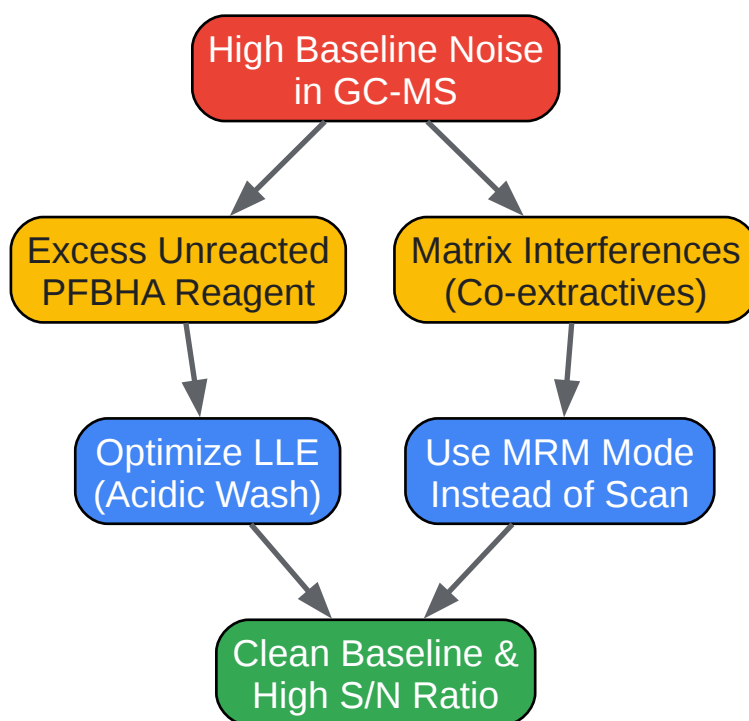 High Baseline Noise
in GC-MS
Excess Unreacted
PFBHA Reagent
Matrix Interferences
(Co-extractives)
Optimize LLE
(Acidic Wash)
Use MRM Mode
Instead of Scan
Clean Baseline &
High S/N Ratio